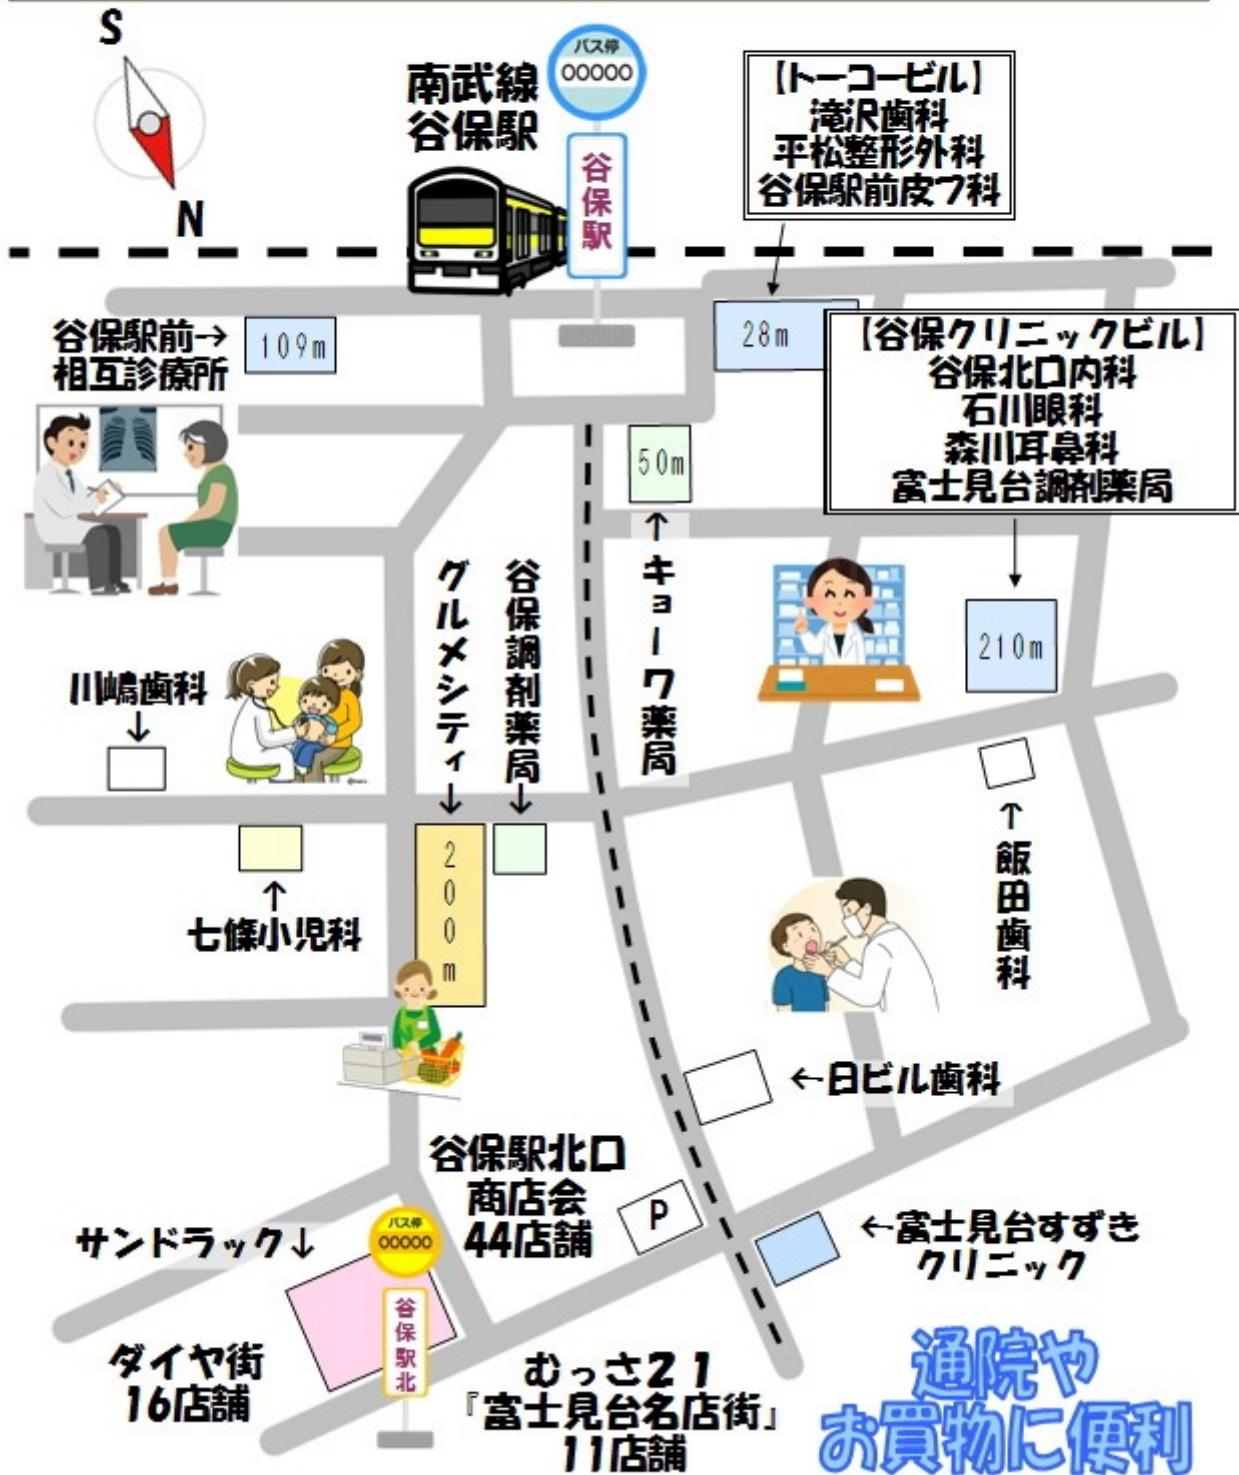 S
N
南武線
谷保駅
バス停
00000
谷保駅
【トーコービル】
滝沢歯科
平松整形外科
谷保駅前皮フ科
谷保駅前→
相互診療所
109m
28m
【谷保クリニックビル】
谷保北口内科
石川眼科
森川耳鼻科
富士見台調剤薬局
50m
↑キョーワ薬局
グルメシティ↓
谷保調剤薬局↓
210m
川嶋歯科
↓
200m
↑
七條小児科
↑
飯田歯科
←日ビル歯科
谷保駅北口
商店会
44店舗
P
サンドラック↓
バス停
00000
谷保駅北
←富士見台すずき
クリニック
ダイヤ街
16店舗
むっさ21
『富士見台名店街』
11店舗
通院や
お買物に便利